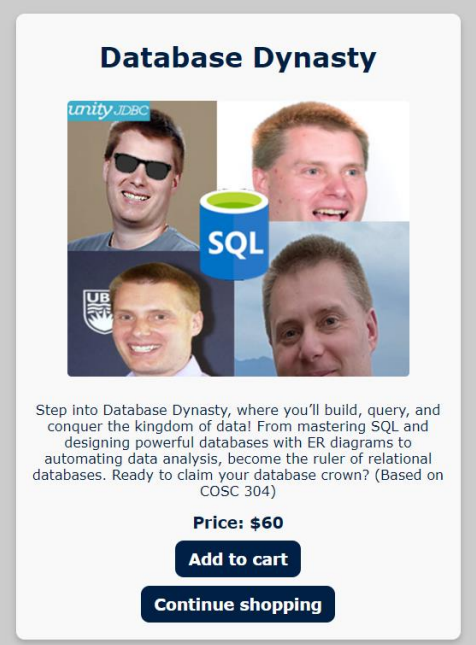 Database Dynasty
unity JDBC
SQL
UB
Step into Database Dynasty, where you’ll build, query, and
conquer the kingdom of data! From mastering SQL and
designing powerful databases with ER diagrams to
automating data analysis, become the ruler of relational
databases. Ready to claim your database crown? (Based on
COSC 304)
Price: $60
Add to cart
Continue shopping